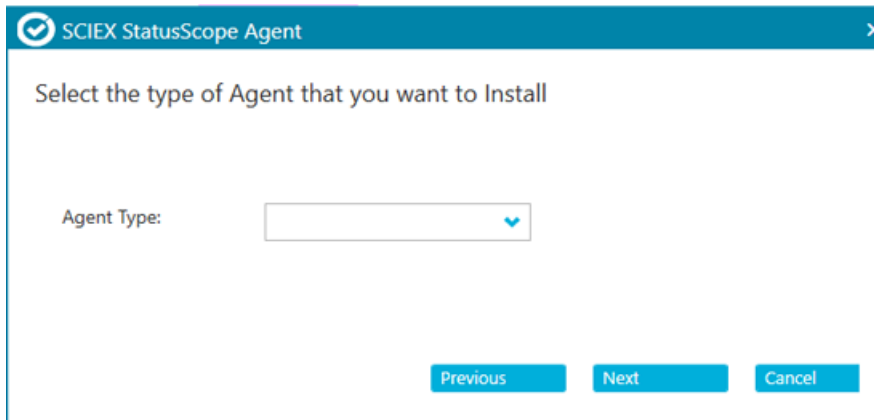 SCIEX StatusScope Agent
Select the type of Agent that you want to Install
Agent Type:
Previous Next Cancel